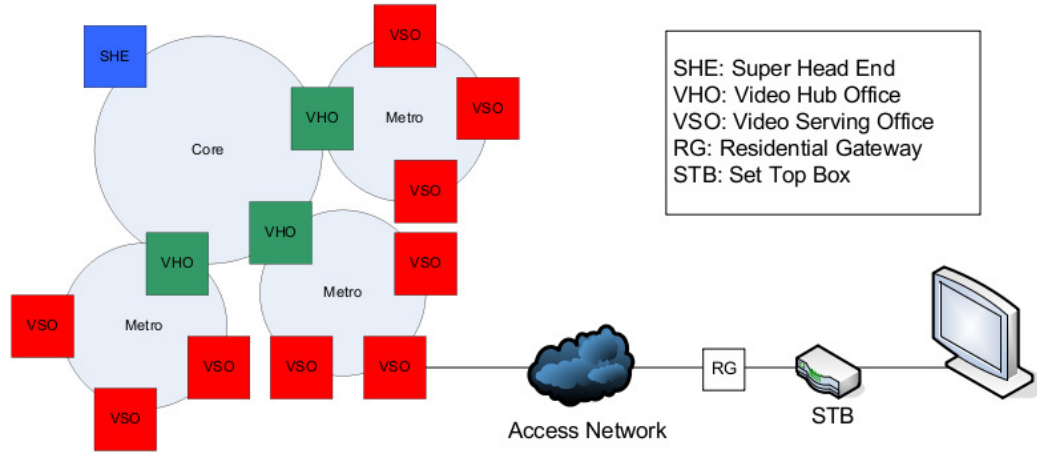 SHE
VSO
VSO
VHO
Metro
Core
VSO
VHO
VHO
VSO
Metro
VSO
Metro
VSO
VSO
VSO
VSO
SHE: Super Head End
VHO: Video Hub Office
VSO: Video Serving Office
RG: Residential Gateway
STB: Set Top Box
RG
Access Network
STB